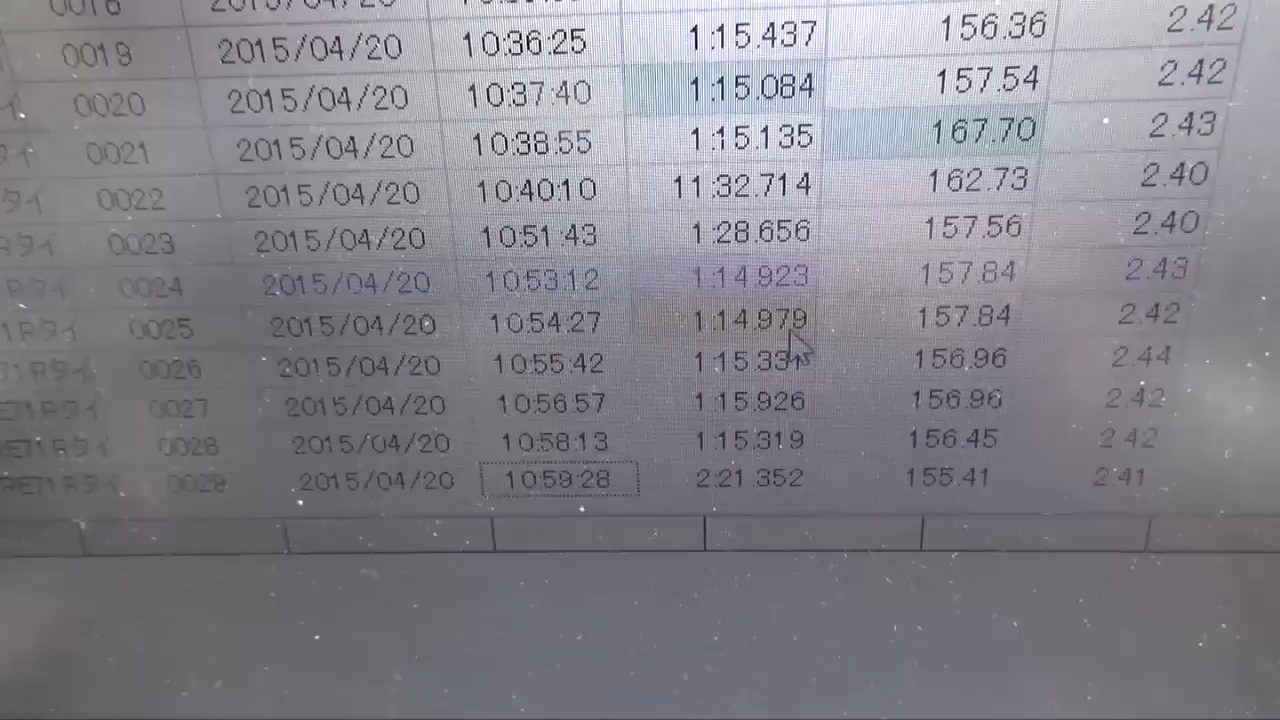 0019 2015/04/20 10:36:25 1:15.437 156.36 2.42
0020 2015/04/20 10:37:40 1:15.084 157.54 2.42
0021 2015/04/20 10:38:55 1:15.135 167.70 2.43
0022 2015/04/20 10:40:10 11:32.714 162.73 2.40
0023 2015/04/20 10:51:43 1:28.656 157.56 2.40
0024 2015/04/20 10:53:12 1:14.923 157.84 2.43
0025 2015/04/20 10:54:27 1:14.979 157.84 2.42
0026 2015/04/20 10:55:42 156.96 2.44
0027 2015/04/20 10:56:57 1:15.926 156.96 2.42
0028 2015/04/20 10:58:13 1:15.319 156.45 2.42
0029 2015/04/20 10:59:28 2:21.352 155.41 2.41